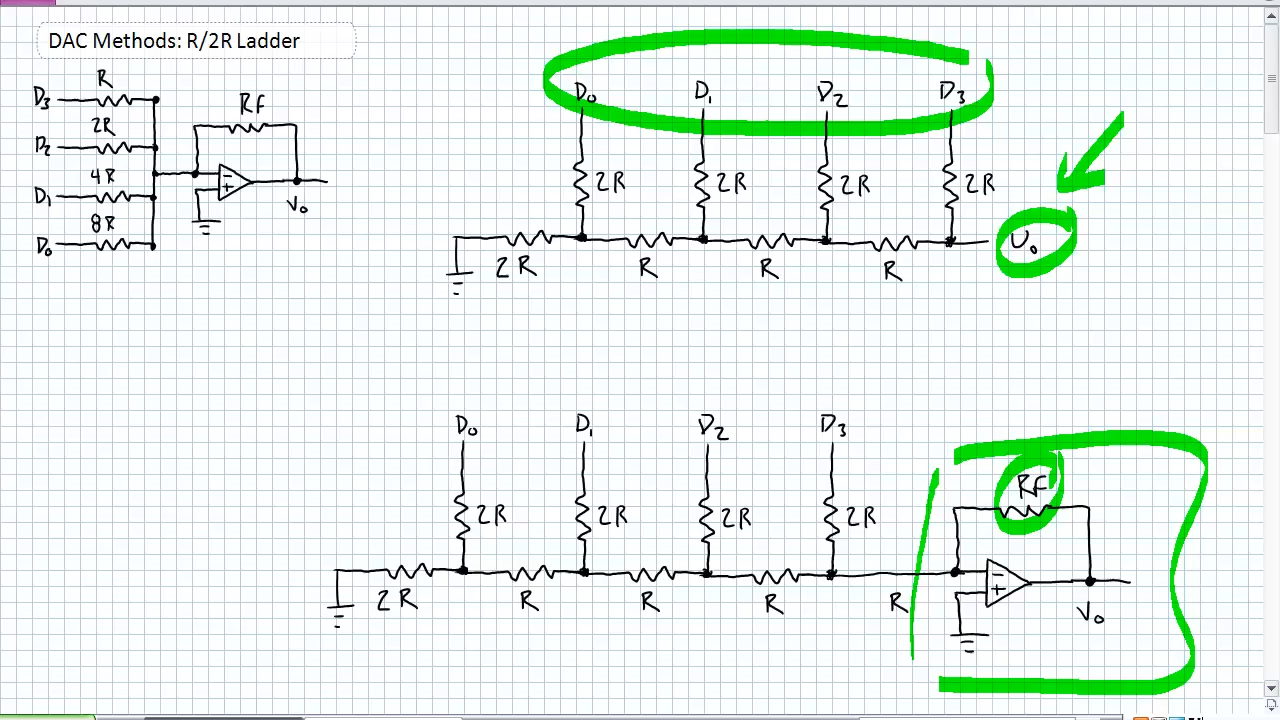 DAC Methods: R/2R Ladder
R
D3
2R
D2
4R
D1
8R
D0
RF
Vo
D0 D1 D2 D3
2R 2R 2R 2R
2R R R R
Vo
D0 D1 D2 D3
2R 2R 2R 2R
2R R R R R
RF
Vo